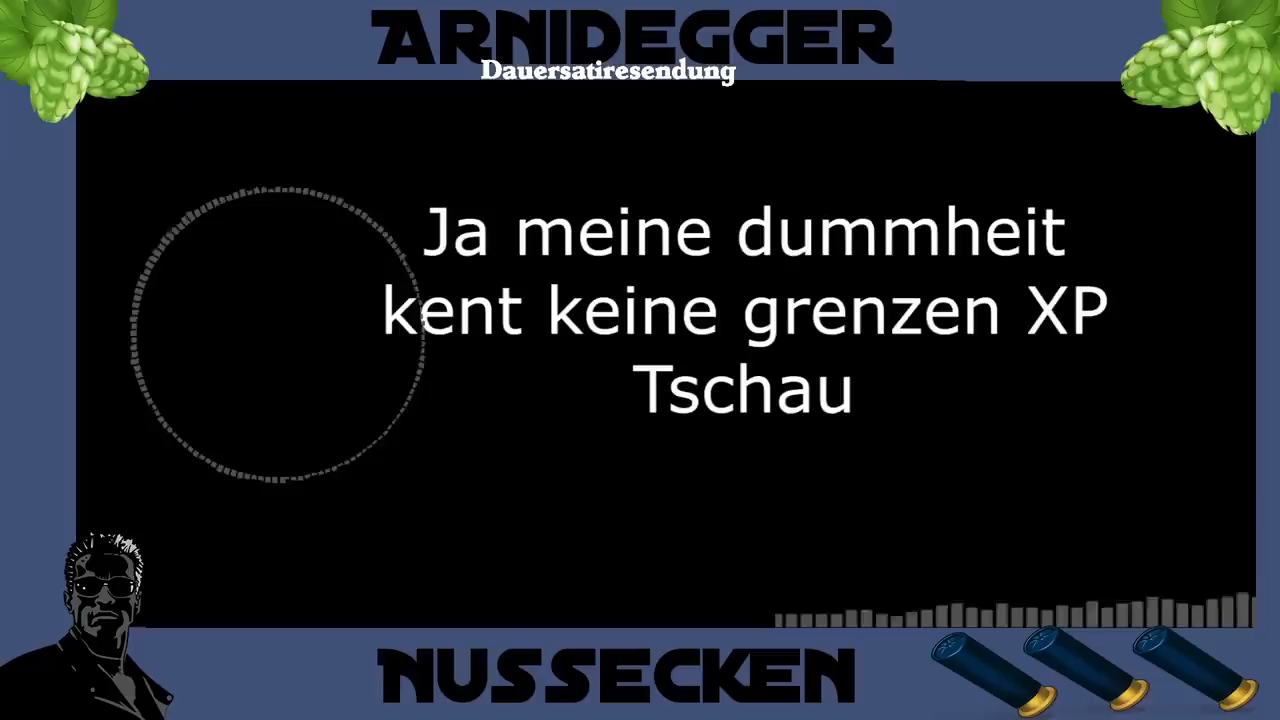 ARNIDEGGER
Dauersatiresendung
Ja meine dummheit
kent keine grenzen XP
Tschau
NUSSECKEN